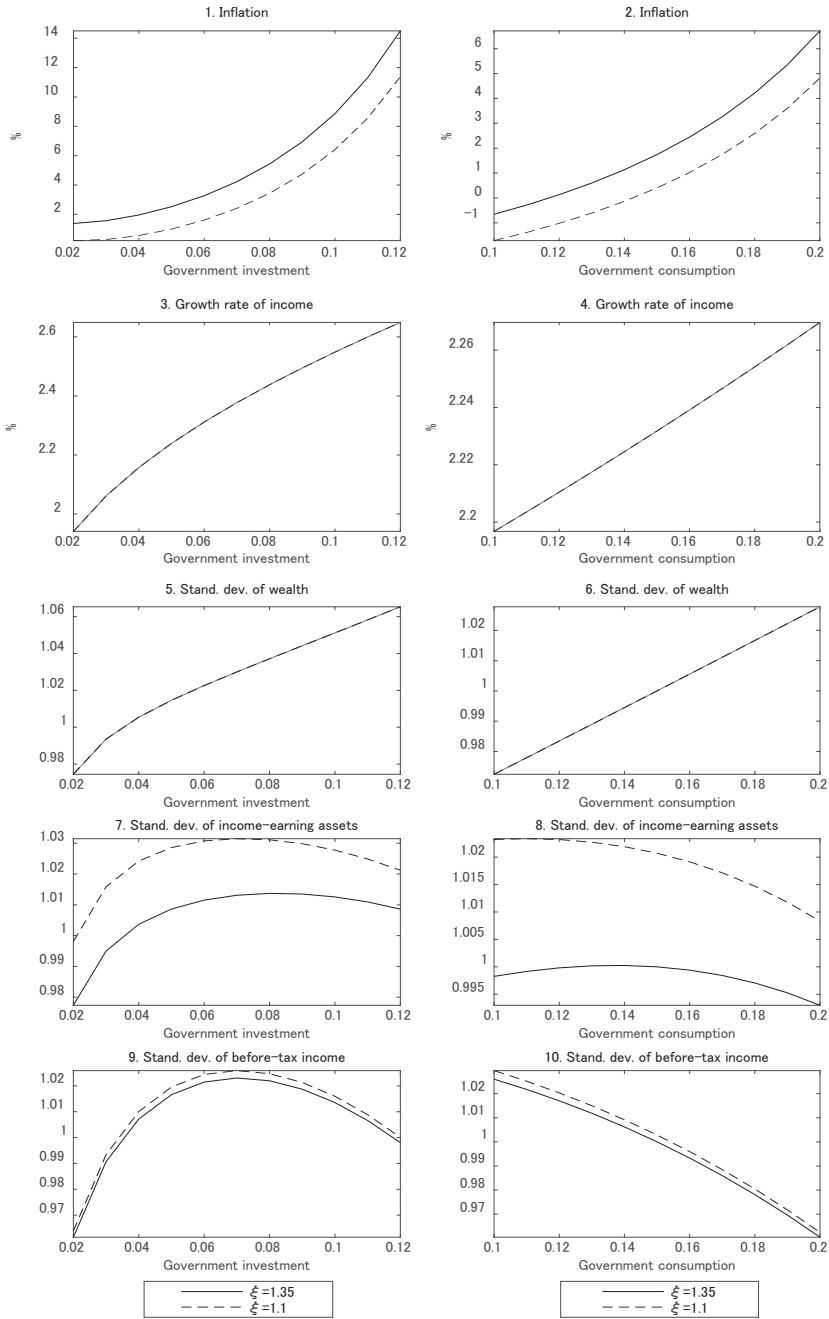 1. Inflation
14
12
10
8
6
4
2
%
0.02 0.04 0.06 0.08 0.1 0.12
Government investment
2. Inflation
6
5
4
3
2
1
0
−1
%
0.1 0.12 0.14 0.16 0.18 0.2
Government consumption
3. Growth rate of income
2.6
2.4
2.2
2
%
0.02 0.04 0.06 0.08 0.1 0.12
Government investment
4. Growth rate of income
2.26
2.24
2.22
2.2
%
0.1 0.12 0.14 0.16 0.18 0.2
Government consumption
5. Stand. dev. of wealth
1.06
1.04
1.02
1
0.98
0.02 0.04 0.06 0.08 0.1 0.12
Government investment
6. Stand. dev. of wealth
1.02
1.01
1
0.99
0.98
0.1 0.12 0.14 0.16 0.18 0.2
Government consumption
7. Stand. dev. of income-earning assets
1.03
1.02
1.01
1
0.99
0.98
0.02 0.04 0.06 0.08 0.1 0.12
Government investment
8. Stand. dev. of income-earning assets
1.02
1.015
1.01
1.005
1
0.995
0.1 0.12 0.14 0.16 0.18 0.2
Government consumption
9. Stand. dev. of before-tax income
1.02
1.01
1
0.99
0.98
0.97
0.02 0.04 0.06 0.08 0.1 0.12
Government investment
10. Stand. dev. of before-tax income
1.02
1.01
1
0.99
0.98
0.97
0.1 0.12 0.14 0.16 0.18 0.2
Government consumption
ξ=1.35
ξ=1.1
ξ=1.35
ξ=1.1